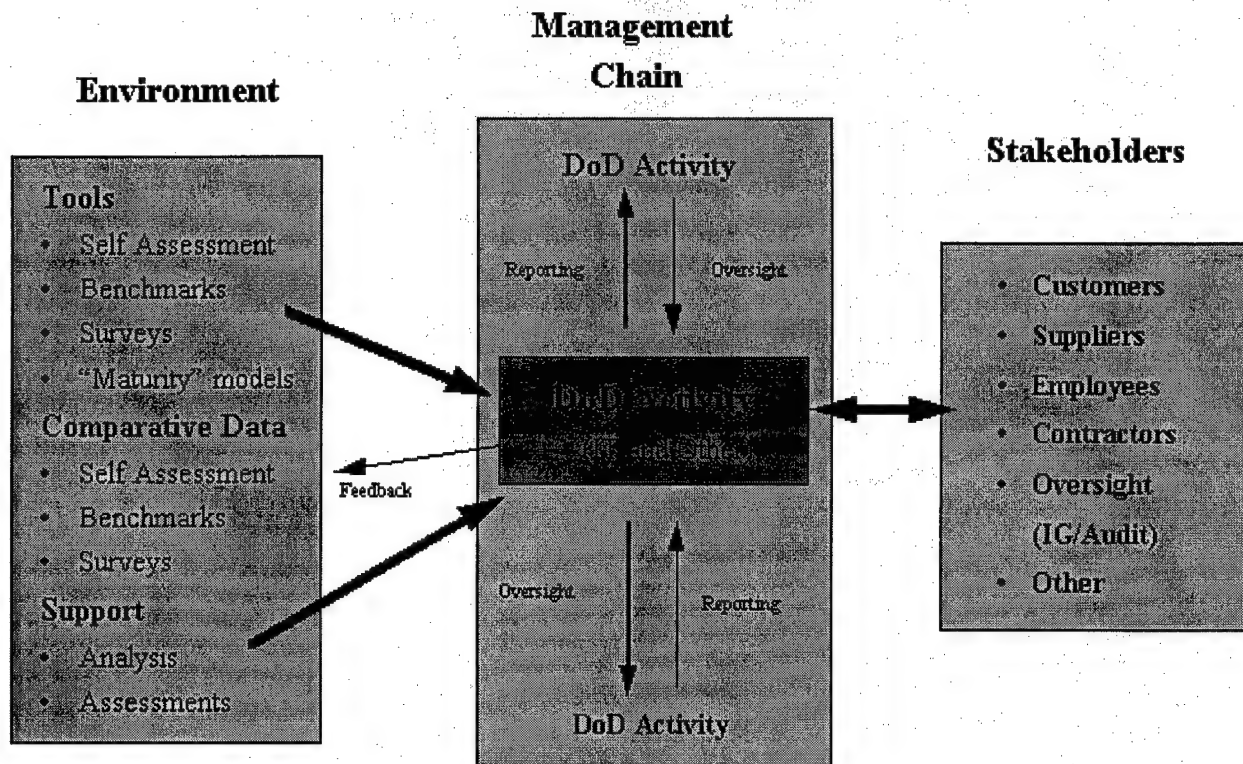 Management
Chain
Environment
Stakeholders
Tools
• Self Assessment
• Benchmarks
• Surveys
• “Maturity” models
Comparative Data
• Self Assessment
• Benchmarks
• Surveys
Support
• Analysis
• Assessments
DoD Activity
Reporting
Oversight
DoD Activity
Feedback
Oversight
Reporting
DoD Activity
• Customers
• Suppliers
• Employees
• Contractors
• Oversight
(IG/Audit)
• Other